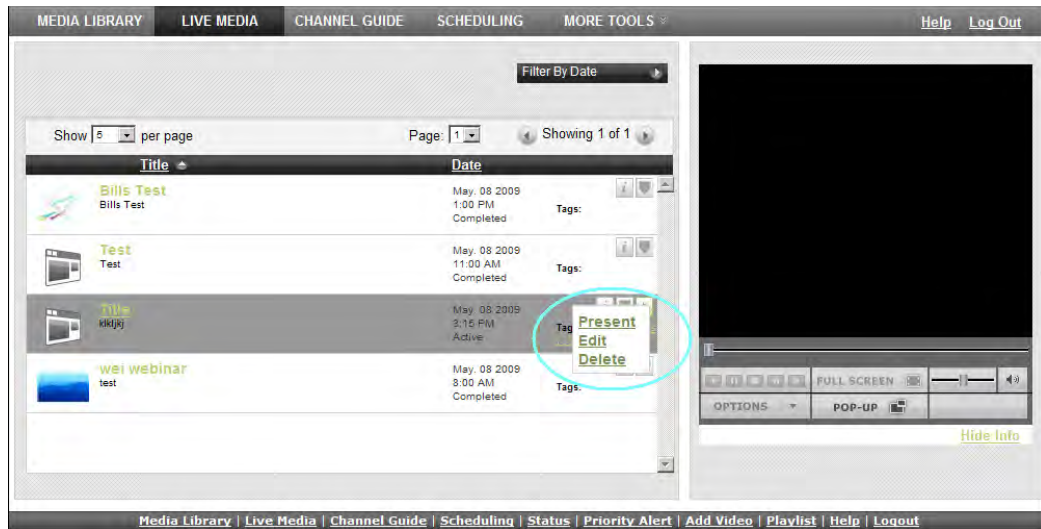 MEDIA LIBRARY LIVE MEDIA CHANNEL GUIDE SCHEDULING MORE TOOLS Help Log Out
Filter By Date
Show 5 per page Page: 1 Showing 1 of 1
Title Date
Bills Test
Bills Test
May. 08 2009
1:00 PM
Completed
Tags:
Test
Test
May. 08 2009
11:00 AM
Completed
Tags:
Title
klkljkj
May. 08 2009
3:15 PM
Active
Tag
Present
Edit
Delete
wei webinar
test
May. 08 2009
8:00 AM
Completed
Tags:
FULL SCREEN
OPTIONS POP-UP
Hide Info
Media Library | Live Media | Channel Guide | Scheduling | Status | Priority Alert | Add Video | Playlist | Help | Logout